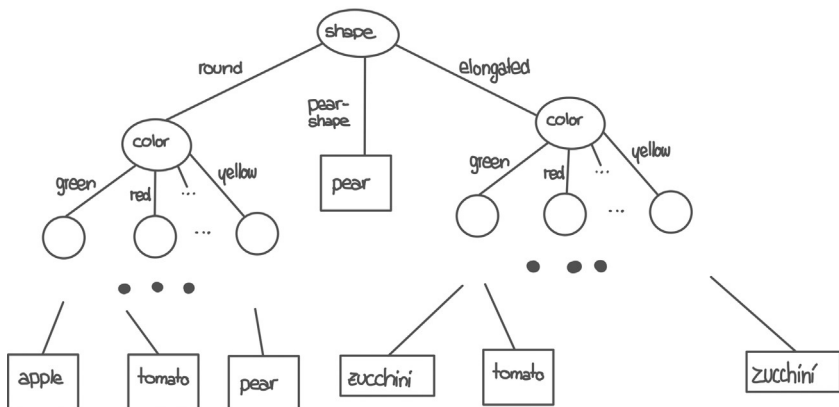 shape
round
elongated
pear-
shape
color
color
green
red
...
yellow
pear
green
red
...
yellow
...
...
apple
tomato
pear
zucchini
tomato
zucchini